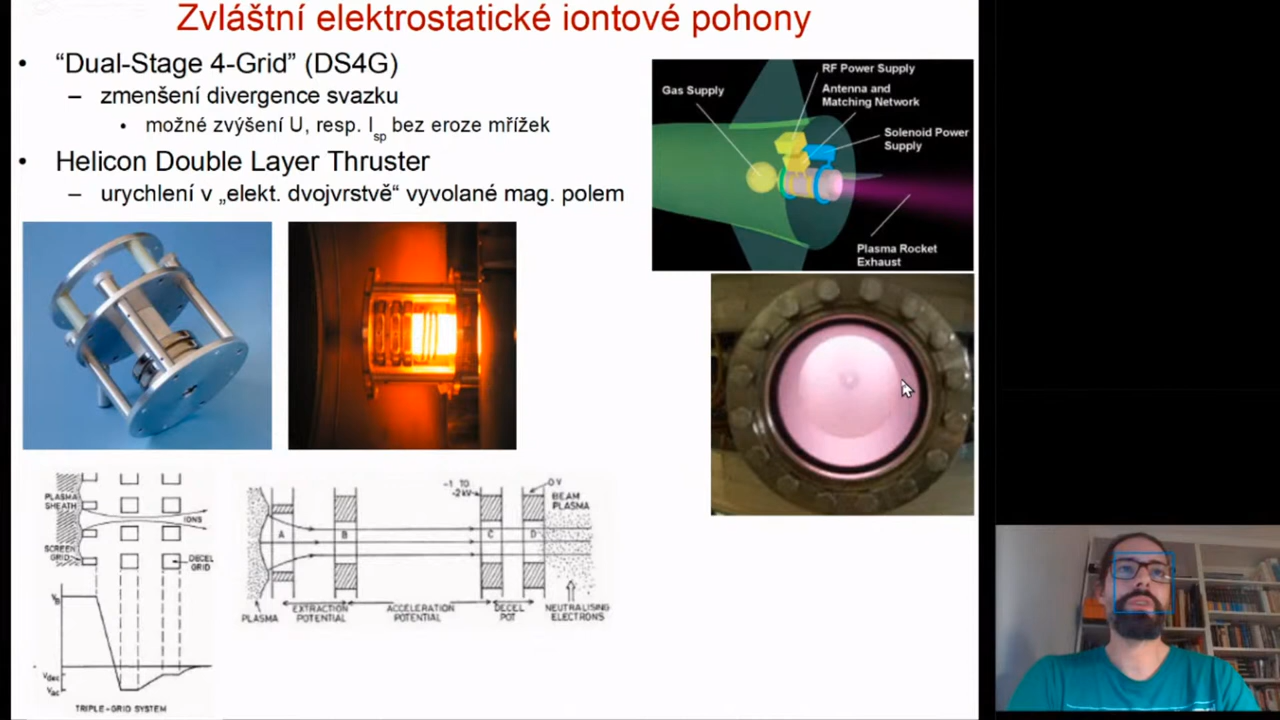 Zvláštní elektrostatické iontové pohony
• “Dual-Stage 4-Grid” (DS4G)
– zmenšení divergence svazku
• možné zvýšení U, resp. Isp bez eroze mřížek
• Helicon Double Layer Thruster
– urychlení v „elekt. dvojvrstvě“ vyvolané mag. polem
Gas Supply
RF Power Supply
Antenna and
Matching Network
Solenoid Power
Supply
Plasma Rocket
Exhaust
PLASMA
SHEATH
IONS
SCREEN
GRID
DECEL
GRID
Vdec
Vac
TRIPLE-GRID SYSTEM
-1 TO
-2kV
0V
BEAM
PLASMA
A
B
C
D
PLASMA
EXTRACTION
POTENTIAL
ACCELERATION
POTENTIAL
DECEL
POT
NEUTRALISING
ELECTRONS